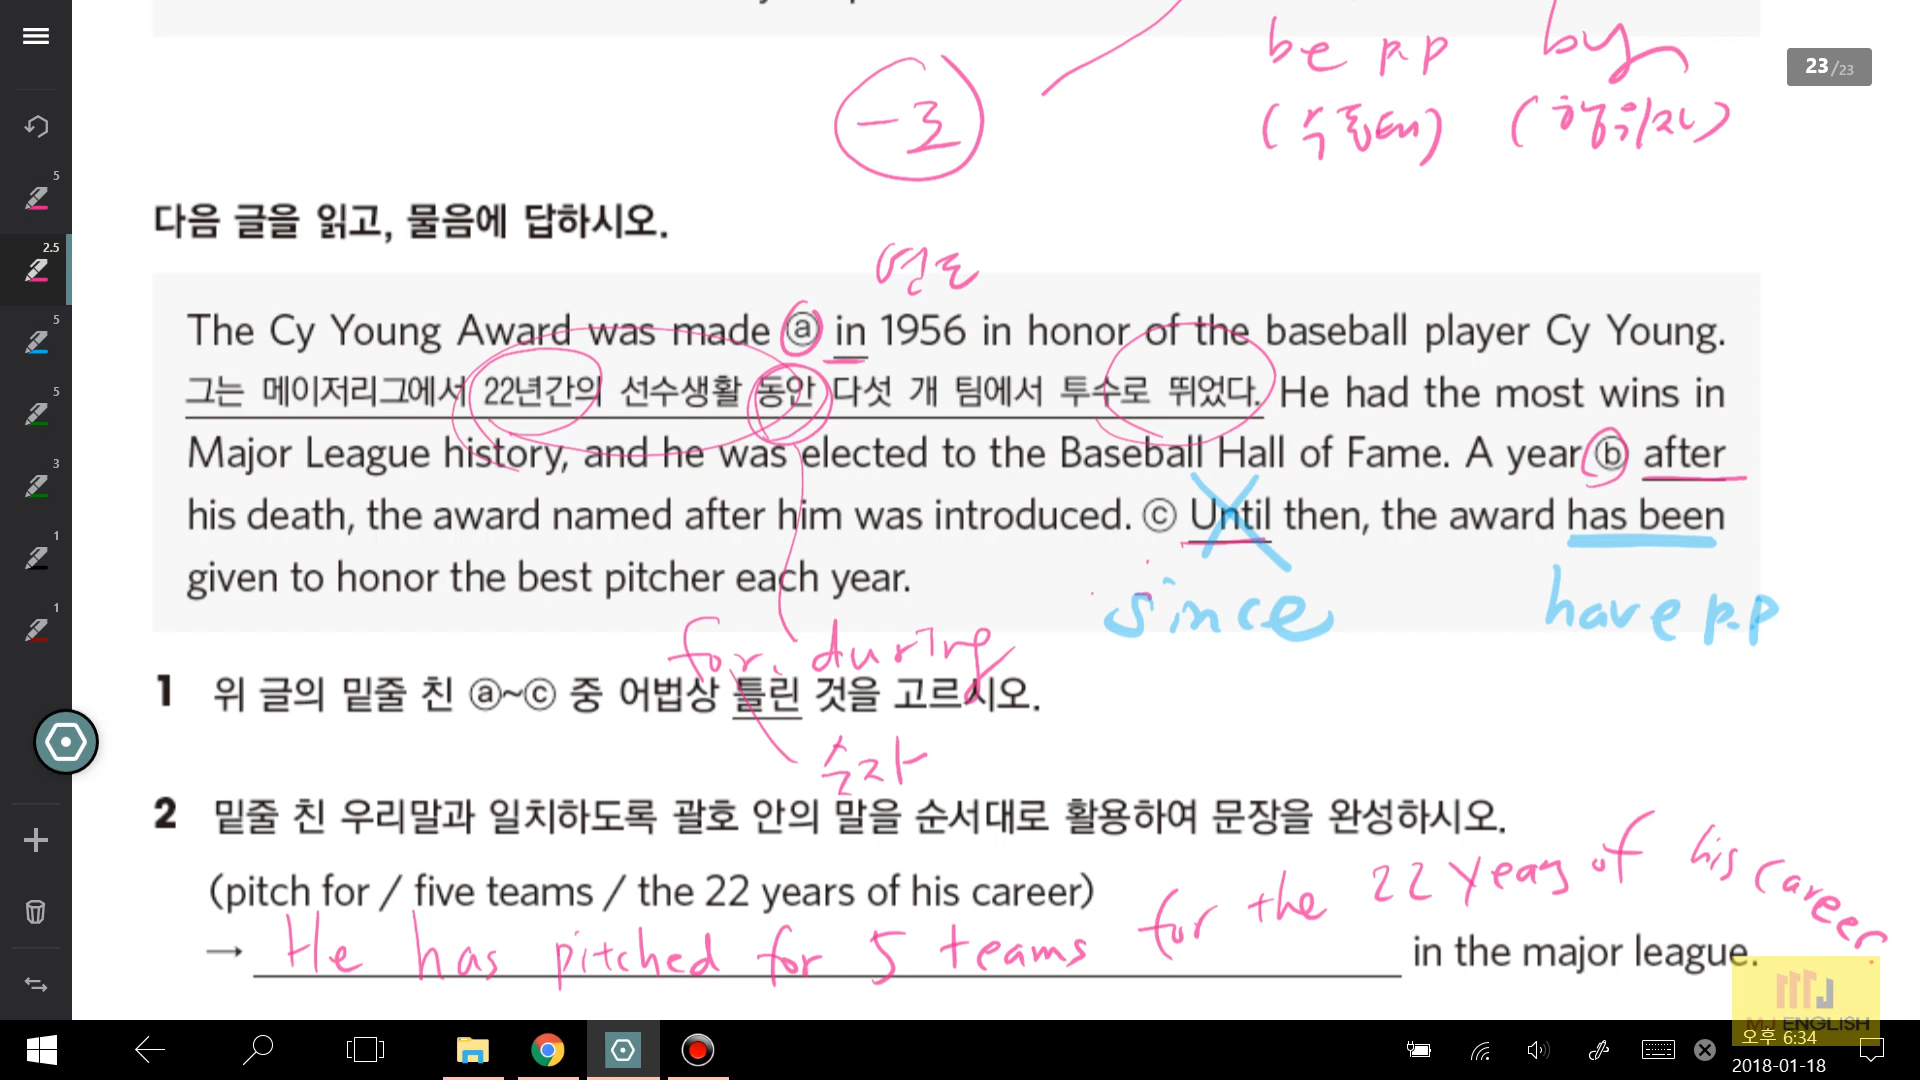 be p.p by
23/23
-로
(수동태) (행위자)
다음 글을 읽고, 물음에 답하시오.
연도
The Cy Young Award was made ⓐ in 1956 in honor of the baseball player Cy Young.
그는 메이저리그에서 22년간의 선수생활 동안 다섯 개 팀에서 투수로 뛰었다. He had the most wins in
Major League history, and he was elected to the Baseball Hall of Fame. A year ⓑ after
his death, the award named after him was introduced. ⓒ Until then, the award has been
given to honor the best pitcher each year.
since have p.p
for, during
1 위 글의 밑줄 친 ⓐ~ⓒ 중 어법상 틀린 것을 고르시오.
숫자
2 밑줄 친 우리말과 일치하도록 괄호 안의 말을 순서대로 활용하여 문장을 완성하시오.
(pitch for / five teams / the 22 years of his career)
→ He has pitched for 5 teams for the 22 years of his career in the major league.
MJ ENGLISH
오후 6:34
2018-01-18
5
2.5
5
5
3
1
1